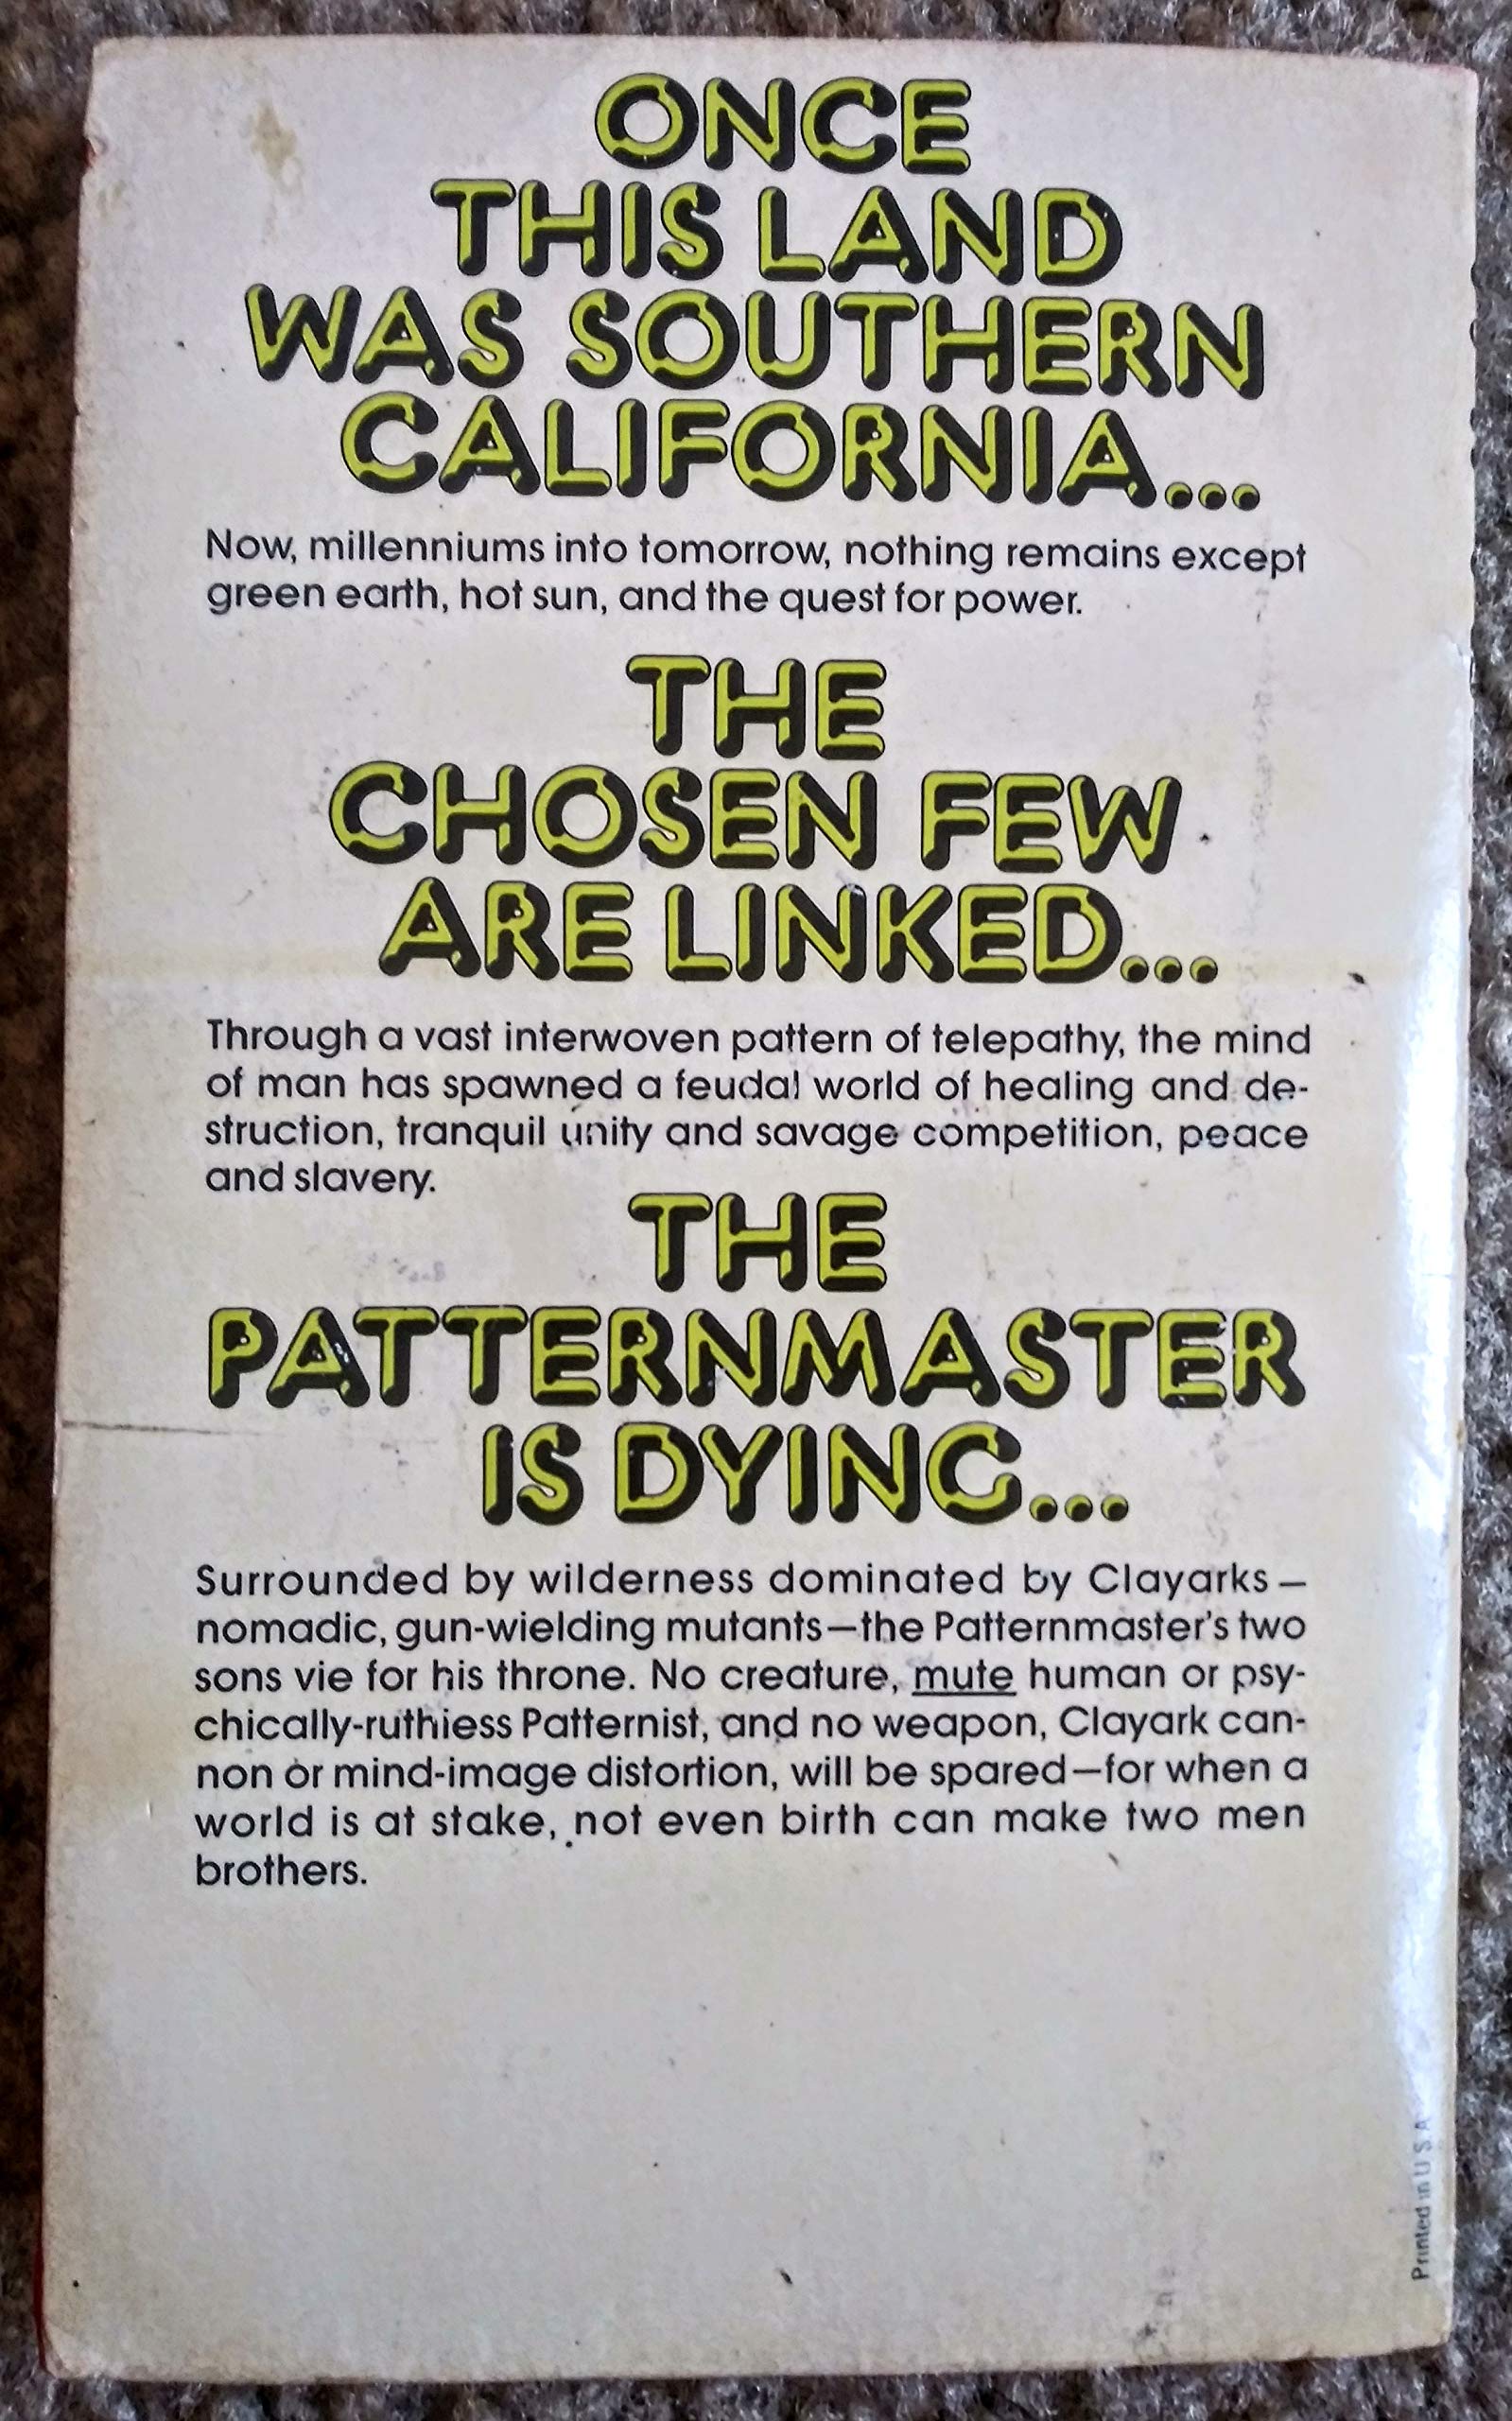 ONCE
THIS LAND
WAS SOUTHERN
CALIFORNIA...
Now, millenniums into tomorrow, nothing remains except
green earth, hot sun, and the quest for power.
THE
CHOSEN FEW
ARE LINKED...
Through a vast interwoven pattern of telepathy, the mind
of man has spawned a feudal world of healing and de-
struction, tranquil unity and savage competition, peace
and slavery.
THE
PATTERNMASTER
IS DYING...
Surrounded by wilderness dominated by Clayarks—
nomadic, gun-wielding mutants—the Patternmaster's two
sons vie for his throne. No creature, mute human or psy-
chically-ruthless Patternist, and no weapon, Clayark can-
non or mind-image distortion, will be spared—for when a
world is at stake, not even birth can make two men
brothers.
Printed in U S A